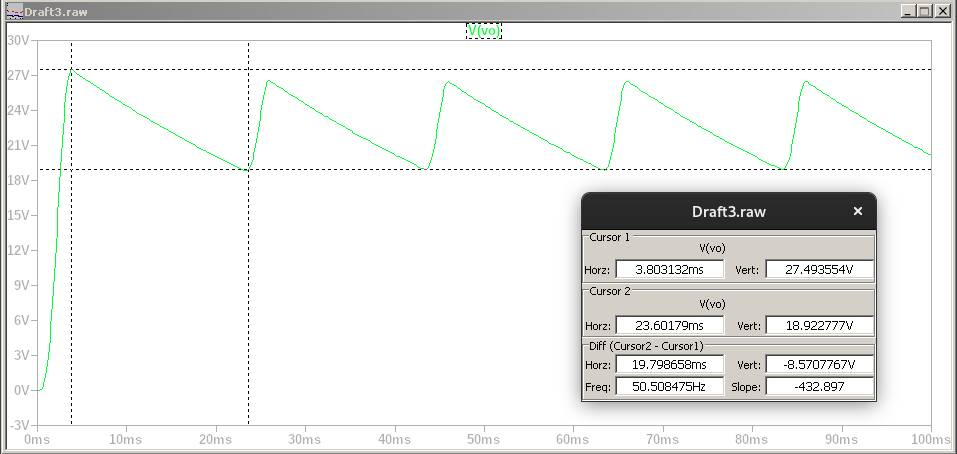 Draft3.raw
V(vo)
30V
27V
24V
21V
18V
15V
12V
9V
6V
3V
0V
-3V
0ms 10ms 20ms 30ms 40ms 50ms 60ms 70ms 80ms 90ms 100ms
Draft3.raw
Cursor 1
V(vo)
Horz: 3.803132ms Vert: 27.493554V
Cursor 2
V(vo)
Horz: 23.60179ms Vert: 18.922777V
Diff (Cursor2 - Cursor1)
Horz: 19.798658ms Vert: -8.5707767V
Freq: 50.508475Hz Slope: -432.897